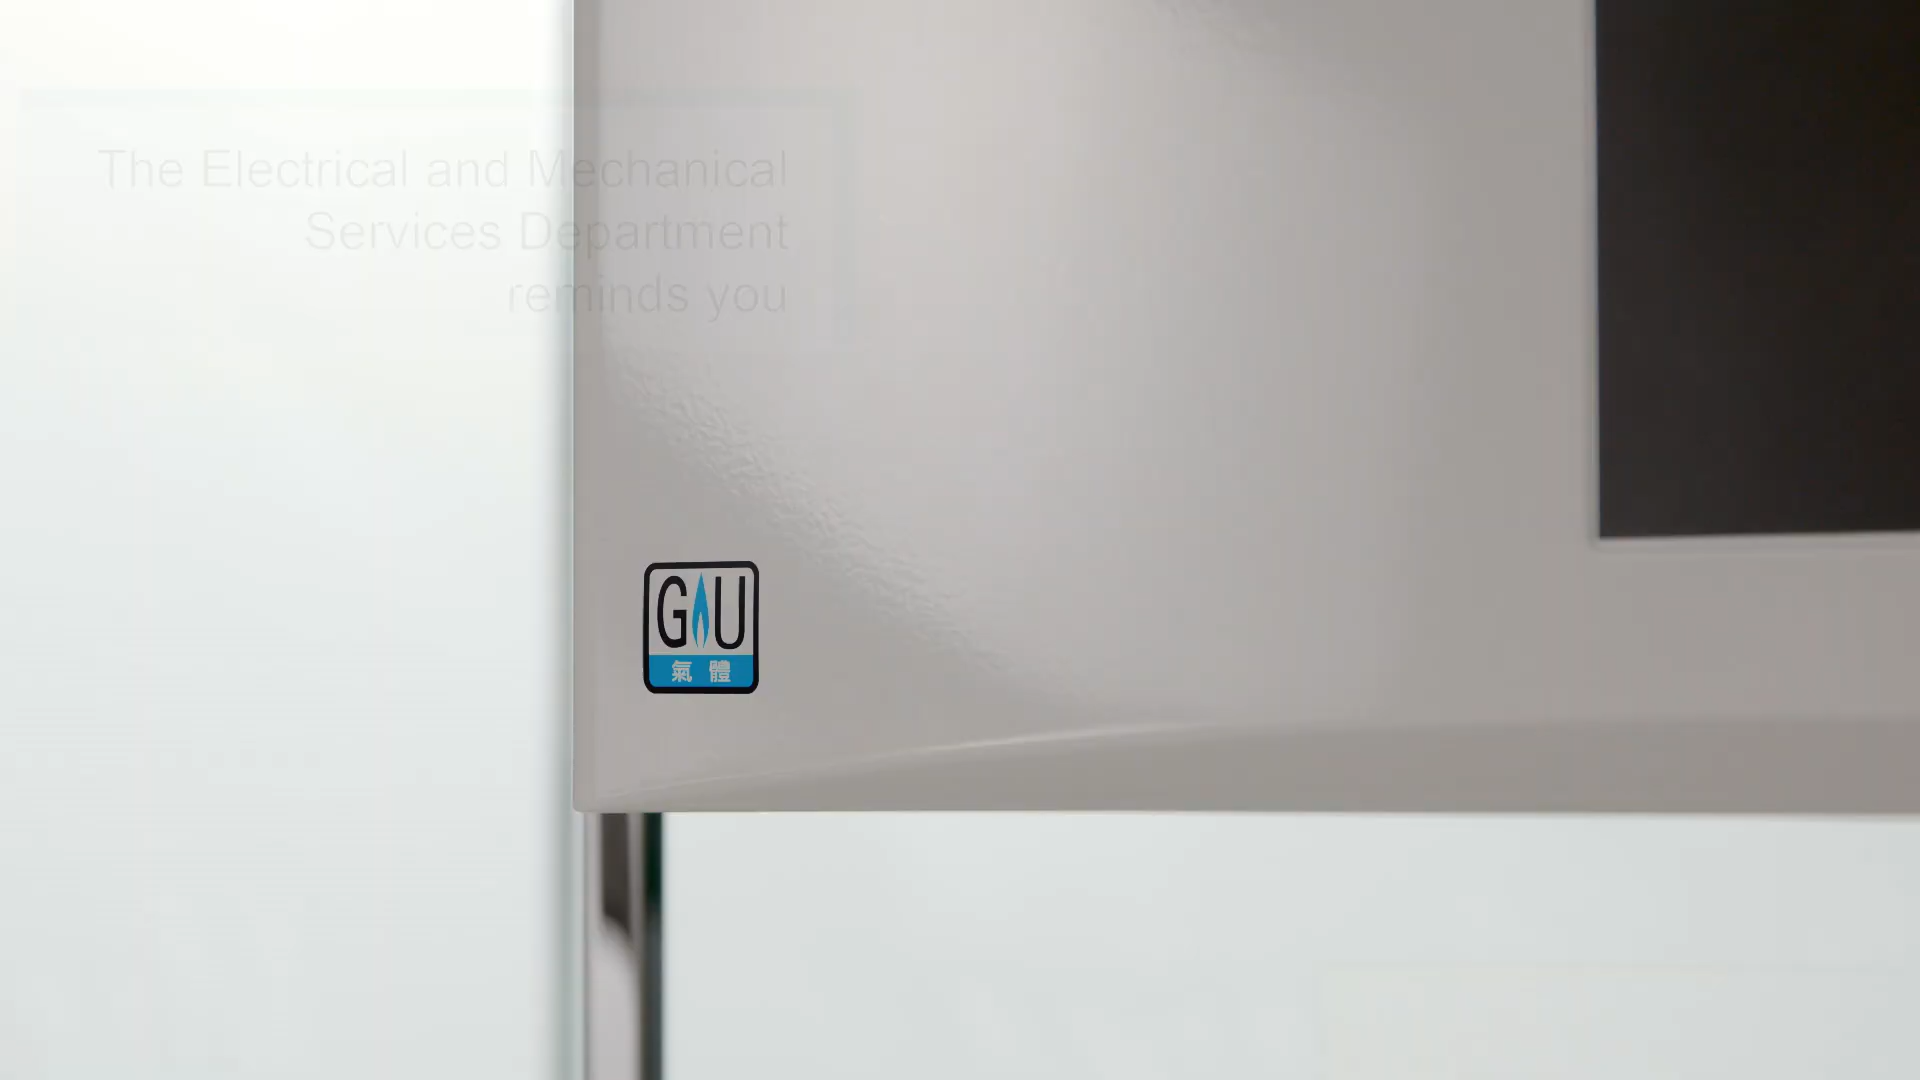 The Electrical and Mechanical
Services Department
reminds you
GU
氣體